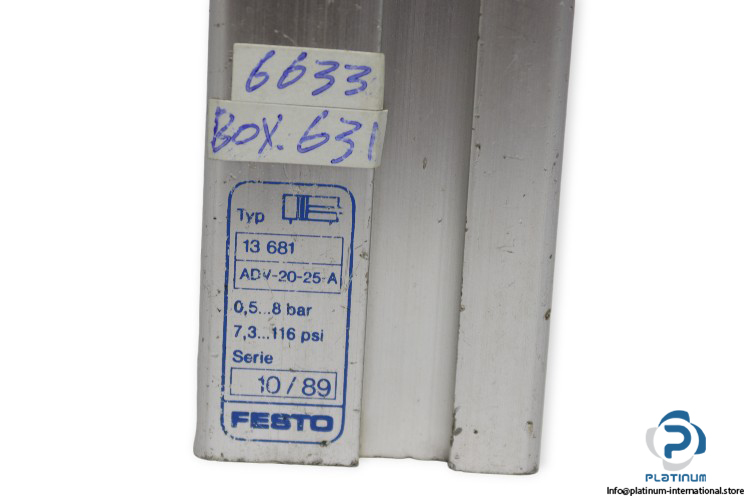 6633
BOX.631
Typ
13 681
ADV-20-25-A
0,5...8 bar
7,3...116 psi
Serie
10/89
FESTO
PLATINUM
Info@platinum-international.store